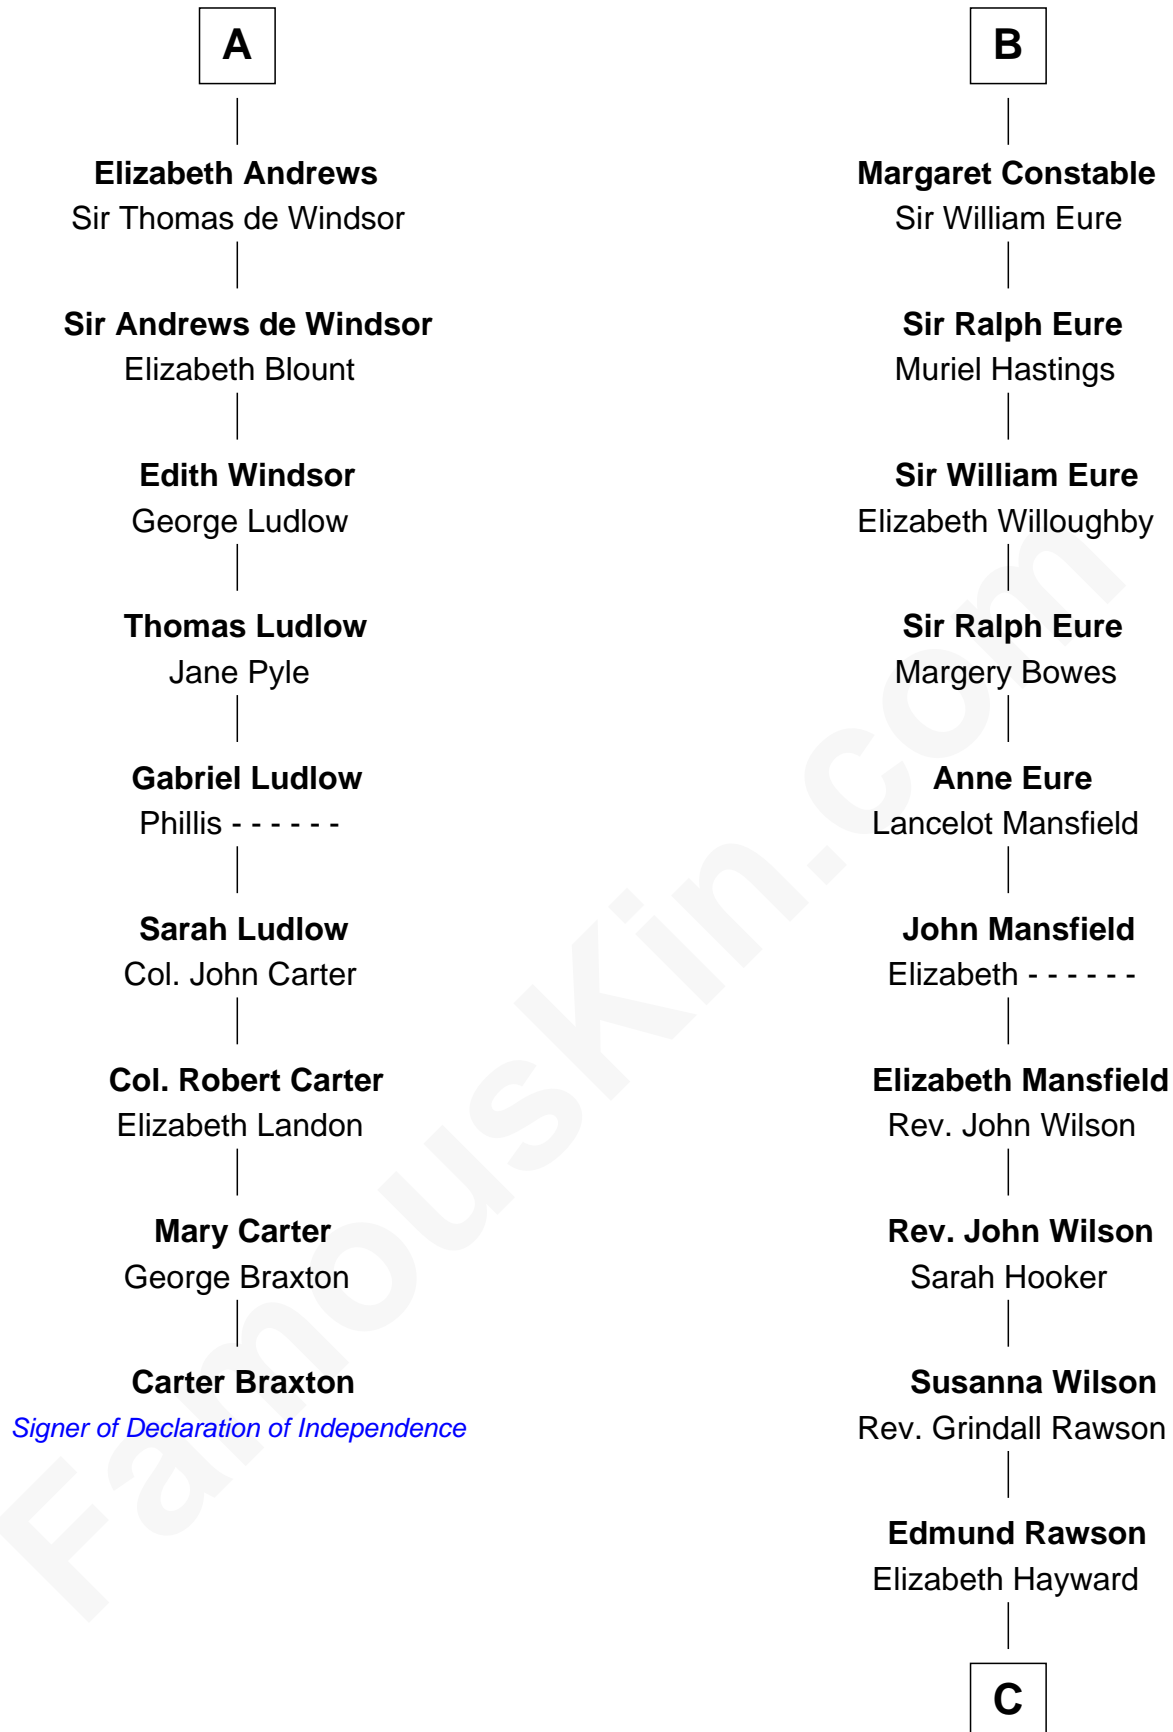 A
Elizabeth Andrews
Sir Thomas de Windsor
Sir Andrews de Windsor
Elizabeth Blount
Edith Windsor
George Ludlow
Thomas Ludlow
Jane Pyle
Gabriel Ludlow
Phillis - - - - - -
Sarah Ludlow
Col. John Carter
Col. Robert Carter
Elizabeth Landon
Mary Carter
George Braxton
Carter Braxton
Signer of Declaration of Independence
B
Margaret Constable
Sir William Eure
Sir Ralph Eure
Muriel Hastings
Sir William Eure
Elizabeth Willoughby
Sir Ralph Eure
Margery Bowes
Anne Eure
Lancelot Mansfield
John Mansfield
Elizabeth - - - - - -
Elizabeth Mansfield
Rev. John Wilson
Rev. John Wilson
Sarah Hooker
Susanna Wilson
Rev. Grindall Rawson
Edmund Rawson
Elizabeth Hayward
C
FamousKin.com